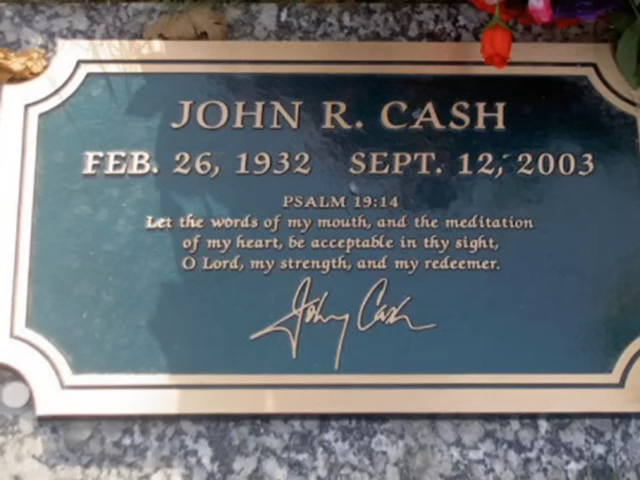 JOHN R. CASH
FEB. 26, 1932 SEPT. 12, 2003
PSALM 19:14
Let the words of my mouth, and the meditation
of my heart, be acceptable in thy sight,
O Lord, my strength, and my redeemer.
Johnny Cash